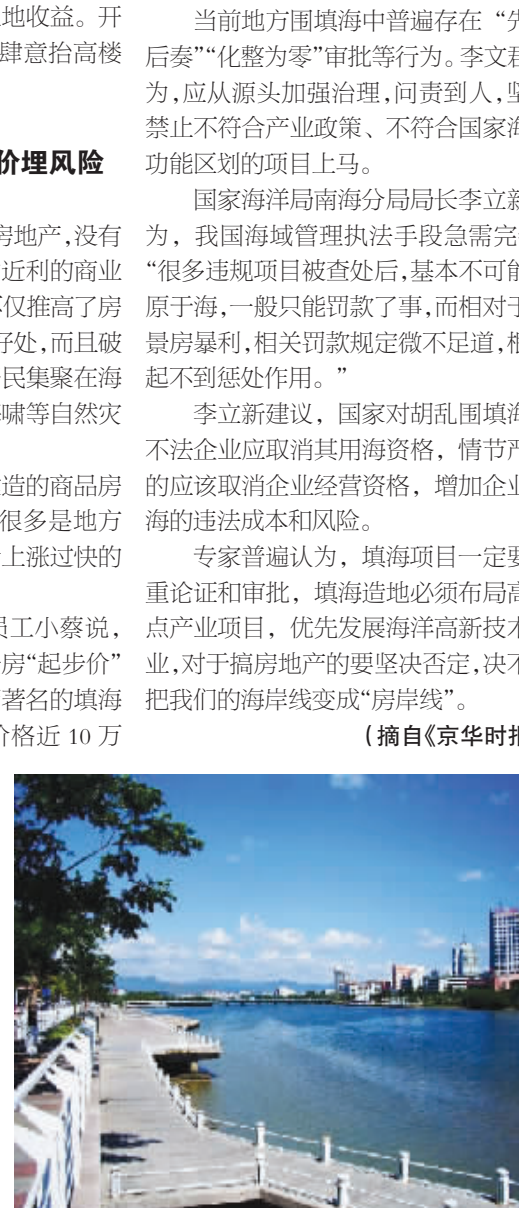 地收益。开
肆意抬高楼
价埋风险
房地产,没有
近利的商业
不仅推高了房
好处,而且破
民集聚在海
啸等自然灾
造的商品房
很多是地方
上涨过快的
员工小蔡说，
房“起步价”
著名的填海
价格近 10 万
当前地方围填海中普遍存在“先
后奏”“化整为零”审批等行为。李文君
为,应从源头加强治理,问责到人,坚
禁止不符合产业政策、不符合国家海
功能区划的项目上马。
国家海洋局南海分局局长李立新
为，我国海域管理执法手段急需完
“很多违规项目被查处后,基本不可能
原于海,一般只能罚款了事,而相对于
景房暴利,相关罚款规定微不足道,根
起不到惩处作用。”
李立新建议，国家对胡乱围填海
不法企业应取消其用海资格，情节严
的应该取消企业经营资格，增加企业
海的违法成本和风险。
专家普遍认为，填海项目一定要
重论证和审批，填海造地必须布局高
点产业项目，优先发展海洋高新技术
业,对于搞房地产的要坚决否定,决不
把我们的海岸线变成“房岸线”。
(摘自《京华时报